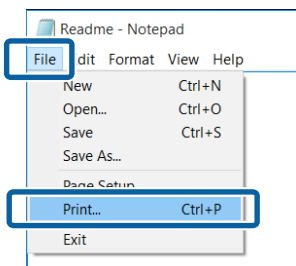 Readme - Notepad
File dit Format View Help
New Ctrl+N
Open... Ctrl+O
Save Ctrl+S
Save As...
Page Setup
Print... Ctrl+P
Exit